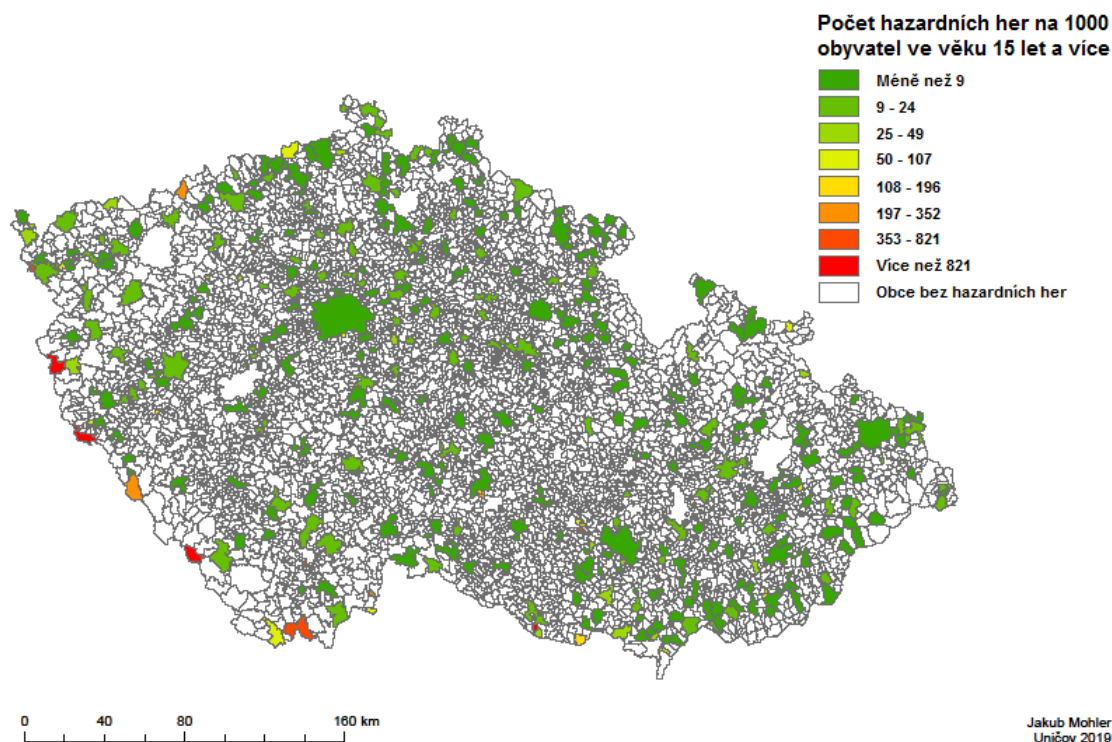 Počet hazardních her na 1000
obyvatel ve věku 15 let a více
Méně než 9
9 - 24
25 - 49
50 - 107
108 - 196
197 - 352
353 - 821
Více než 821
Obce bez hazardních her
0 40 80 160 km
Jakub Mohler
Uničov 2019